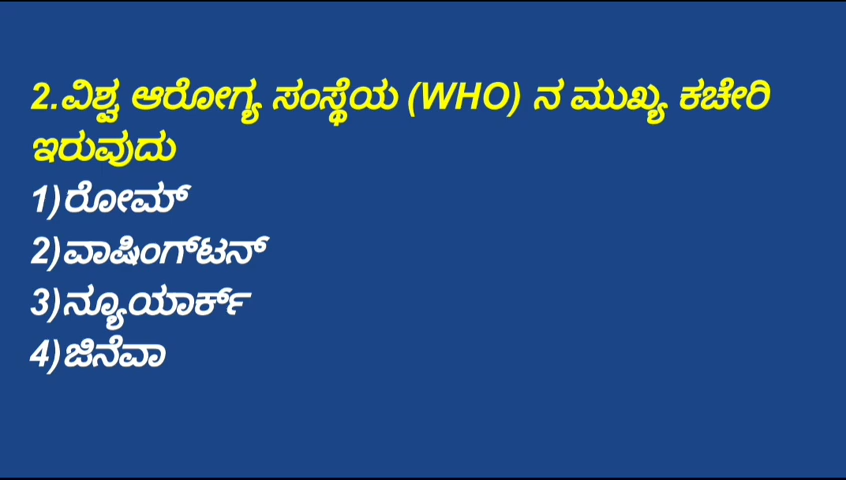 2.ವಿಶ್ವ ಆರೋಗ್ಯ ಸಂಸ್ಥೆಯ (WHO) ನ ಮುಖ್ಯ ಕಚೇರಿ
ಇರುವುದು
1)ರೋಮ್
2)ವಾಷಿಂಗ್‌ಟನ್
3)ನ್ಯೂಯಾರ್ಕ್
4)ಜಿನೆವಾ